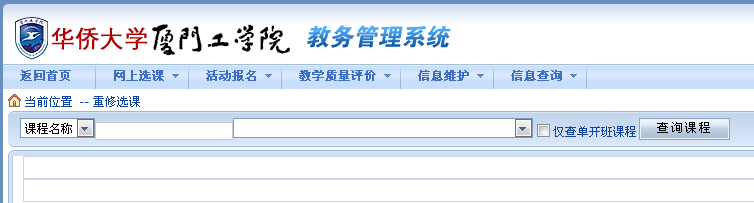 华侨大学厦門工学院 教务管理系统
返回首页 网上选课 活动报名 教学质量评价 信息维护 信息查询
当前位置 -- 重修选课
课程名称 仅查单开班课程 查询课程